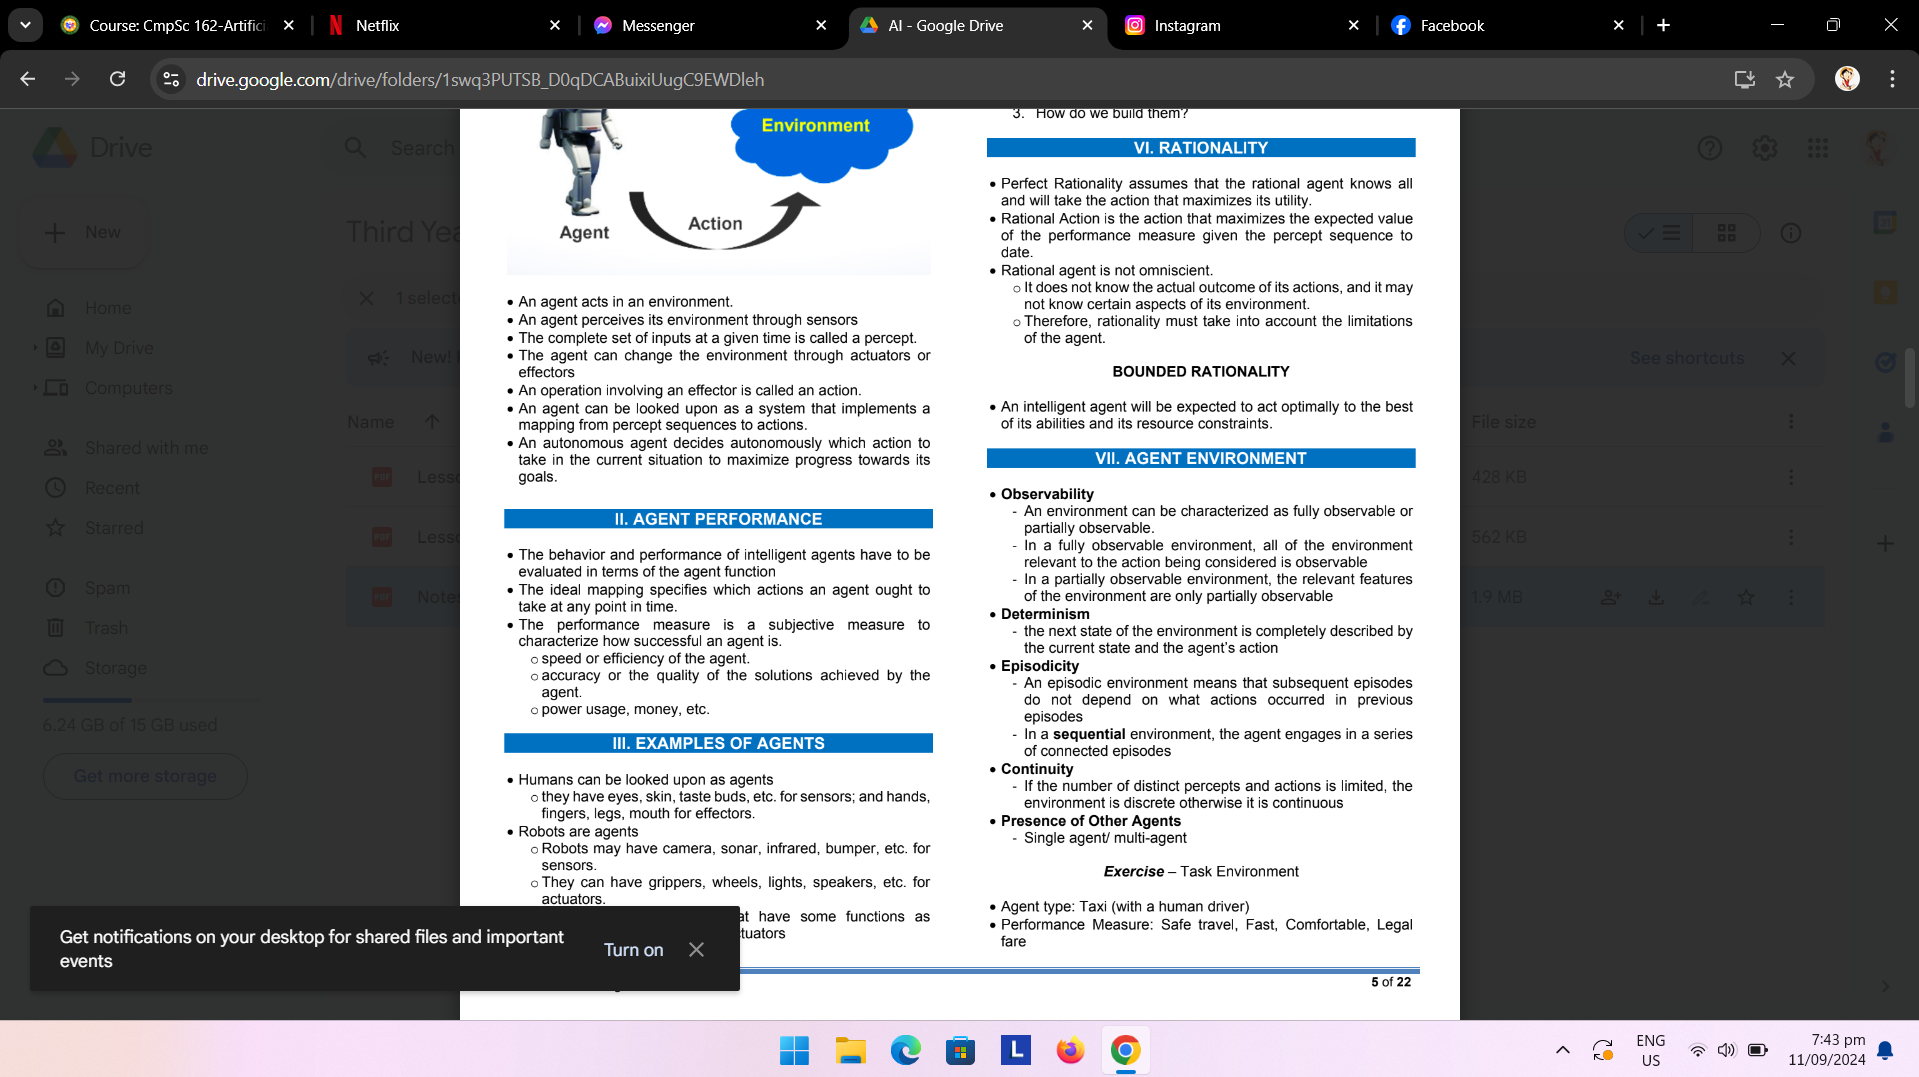 Course: CmpSc 162-Artifici
Netflix
Messenger
AI - Google Drive
Instagram
Facebook
drive.google.com/drive/folders/1swq3PUTSB_D0qDCABuixiUugC9EWDleh
Drive
Search
New
Third Yea
Home
My Drive
Computers
Shared with me
Recent
Starred
Spam
Trash
Storage
6.24 GB of 15 GB used
Get more storage
1 select
New!
See shortcuts
Name
File size
Less
428 KB
Less
562 KB
Note
1.9 MB
Environment
Action
Agent
• An agent acts in an environment.
• An agent perceives its environment through sensors
• The complete set of inputs at a given time is called a percept.
• The agent can change the environment through actuators or
effectors
• An operation involving an effector is called an action.
• An agent can be looked upon as a system that implements a
mapping from percept sequences to actions.
• An autonomous agent decides autonomously which action to
take in the current situation to maximize progress towards its
goals.
II. AGENT PERFORMANCE
• The behavior and performance of intelligent agents have to be
evaluated in terms of the agent function
• The ideal mapping specifies which actions an agent ought to
take at any point in time.
• The performance measure is a subjective measure to
characterize how successful an agent is.
o speed or efficiency of the agent.
o accuracy or the quality of the solutions achieved by the
agent.
o power usage, money, etc.
III. EXAMPLES OF AGENTS
• Humans can be looked upon as agents
o they have eyes, skin, taste buds, etc. for sensors; and hands,
fingers, legs, mouth for effectors.
• Robots are agents
o Robots may have camera, sonar, infrared, bumper, etc. for
sensors.
o They can have grippers, wheels, lights, speakers, etc. for
actuators.
at have some functions as
tuators
3. How do we build them?
VI. RATIONALITY
• Perfect Rationality assumes that the rational agent knows all
and will take the action that maximizes its utility.
• Rational Action is the action that maximizes the expected value
of the performance measure given the percept sequence to
date.
• Rational agent is not omniscient.
o It does not know the actual outcome of its actions, and it may
not know certain aspects of its environment.
o Therefore, rationality must take into account the limitations
of the agent.
BOUNDED RATIONALITY
• An intelligent agent will be expected to act optimally to the best
of its abilities and its resource constraints.
VII. AGENT ENVIRONMENT
• Observability
- An environment can be characterized as fully observable or
partially observable.
- In a fully observable environment, all of the environment
relevant to the action being considered is observable
- In a partially observable environment, the relevant features
of the environment are only partially observable
• Determinism
- the next state of the environment is completely described by
the current state and the agent's action
• Episodicity
- An episodic environment means that subsequent episodes
do not depend on what actions occurred in previous
episodes
- In a sequential environment, the agent engages in a series
of connected episodes
• Continuity
- If the number of distinct percepts and actions is limited, the
environment is discrete otherwise it is continuous
• Presence of Other Agents
- Single agent/ multi-agent
Exercise – Task Environment
• Agent type: Taxi (with a human driver)
• Performance Measure: Safe travel, Fast, Comfortable, Legal
fare
5 of 22
Get notifications on your desktop for shared files and important
events
Turn on
ENG
US
7:43 pm
11/09/2024